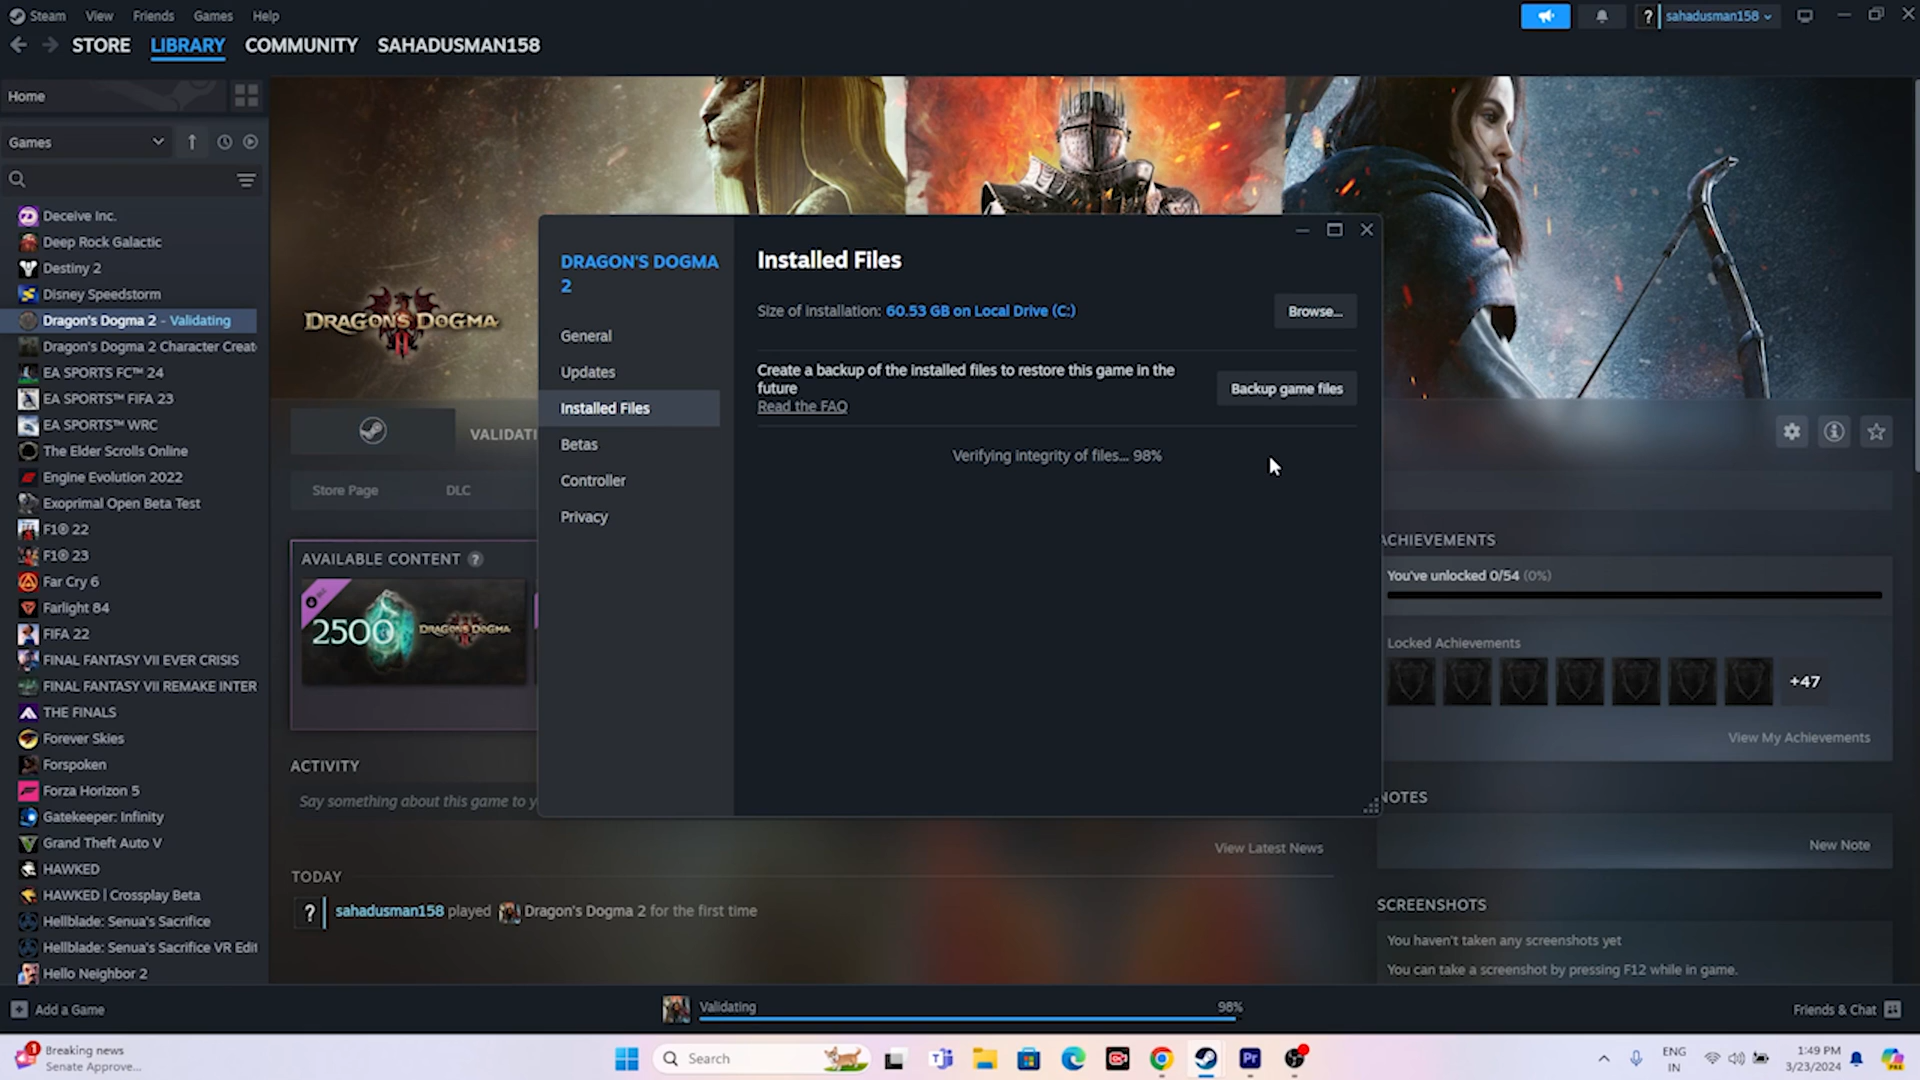 Steam View Friends Games Help
sahadusman158
STORE LIBRARY COMMUNITY SAHADUSMAN158
Home
Games
Deceive Inc.
Deep Rock Galactic
Destiny 2
Disney Speedstorm
Dragon's Dogma 2 - Validating
Dragon's Dogma 2 Character Creat
EA SPORTS FC™ 24
EA SPORTS™ FIFA 23
EA SPORTS™ WRC
The Elder Scrolls Online
Engine Evolution 2022
Exoprimal Open Beta Test
F1® 22
F1® 23
Far Cry 6
Farlight 84
FIFA 22
FINAL FANTASY VII EVER CRISIS
FINAL FANTASY VII REMAKE INTER
THE FINALS
Forever Skies
Forspoken
Forza Horizon 5
Gatekeeper: Infinity
Grand Theft Auto V
HAWKED
HAWKED | Crossplay Beta
Hellblade: Senua's Sacrifice
Hellblade: Senua's Sacrifice VR Edit
Hello Neighbor 2
Add a Game
DRAGON'S DOGMA
II
VALIDATI
Store Page DLC
AVAILABLE CONTENT ?
2500 DRAGON'S DOGMA
ACTIVITY
Say something about this game to y
View Latest News
TODAY
? sahadusman158 played Dragon's Dogma 2 for the first time
DRAGON'S DOGMA
2
General
Updates
Installed Files
Betas
Controller
Privacy
Installed Files
Size of installation: 60.53 GB on Local Drive (C:)
Browse...
Create a backup of the installed files to restore this game in the
future
Read the FAQ
Backup game files
Verifying integrity of files... 98%
ACHIEVEMENTS
You've unlocked 0/54 (0%)
Locked Achievements
+47
View My Achievements
NOTES
New Note
SCREENSHOTS
You haven't taken any screenshots yet
You can take a screenshot by pressing F12 while in game.
Validating 98%
Friends & Chat
1
Breaking news
Senate Approve...
Search
Pr
ENG
IN
1:49 PM
3/23/2024
PRE